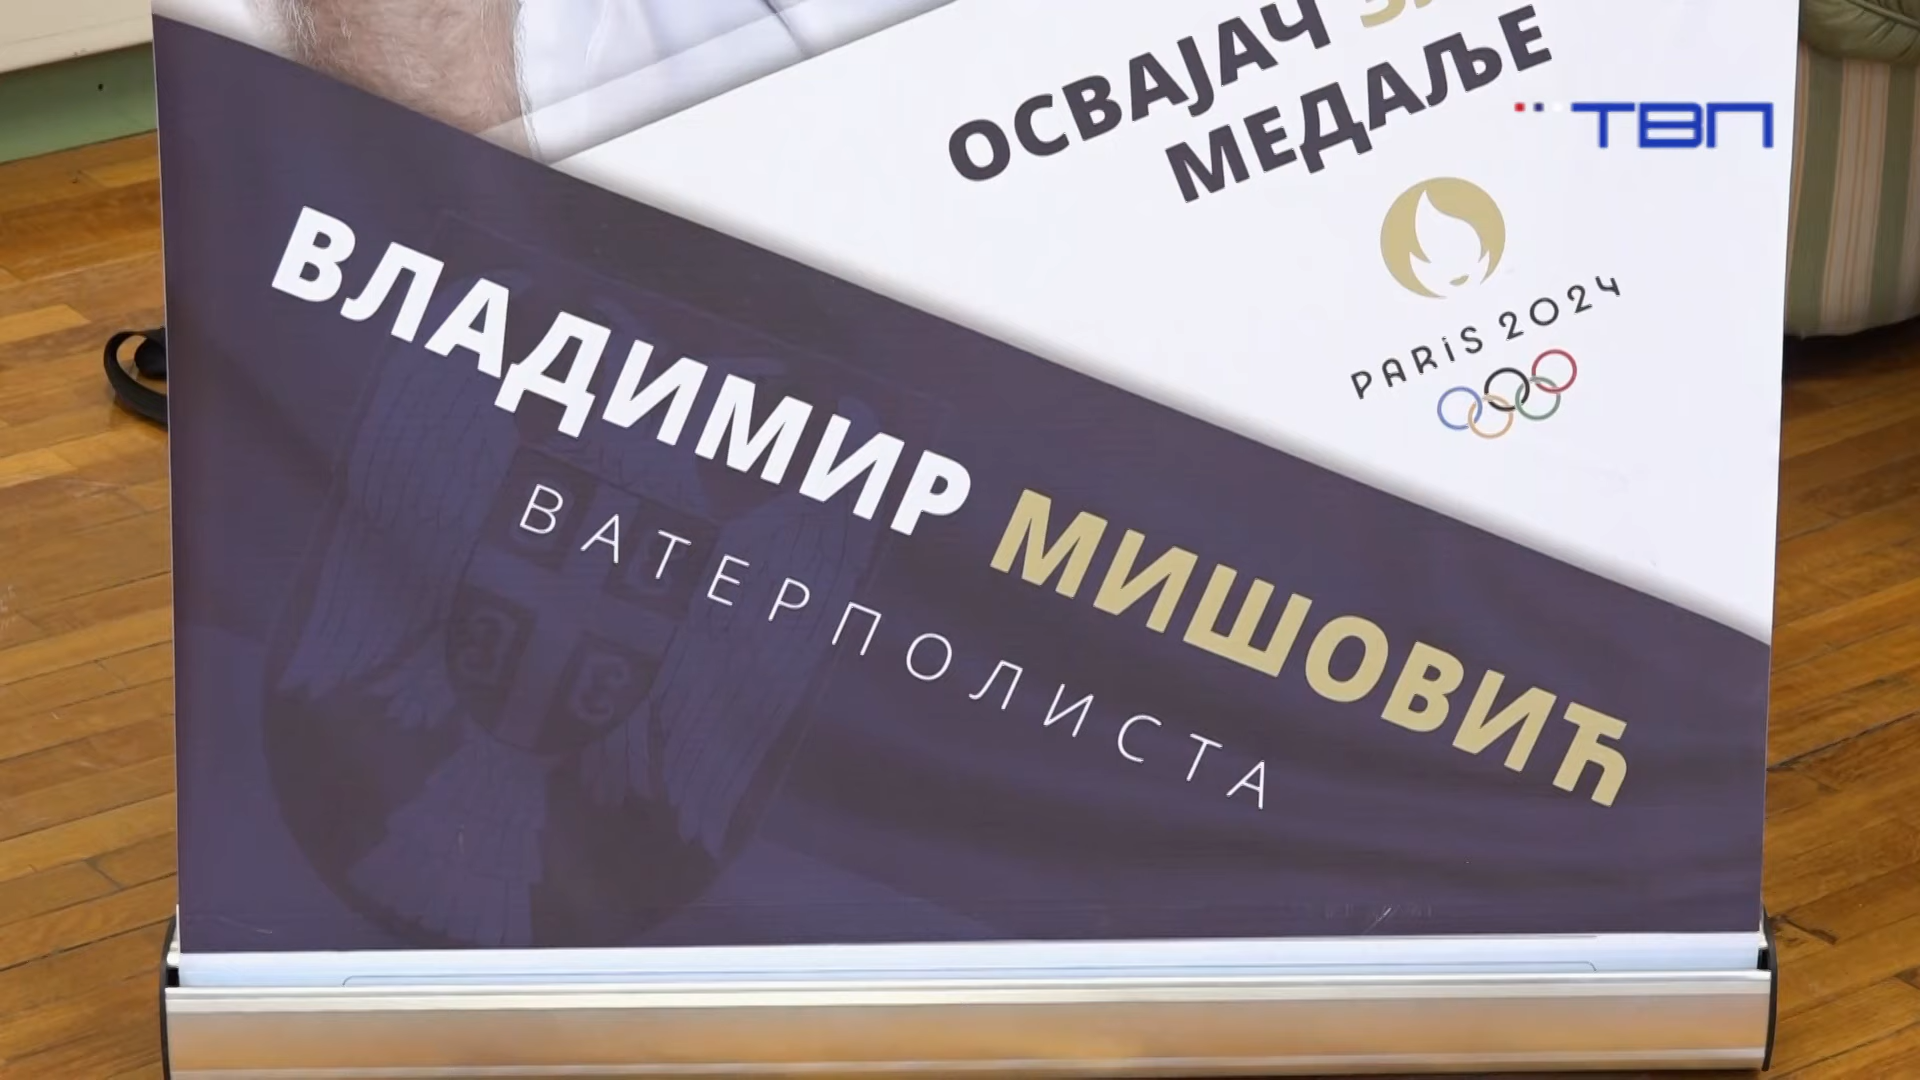 ОСВАЈАЧ
МЕДАЉЕ
ТВП
PARIS 2024
ВЛАДИМИР МИШОВИЋ
ВАТЕРПОЛИСТА